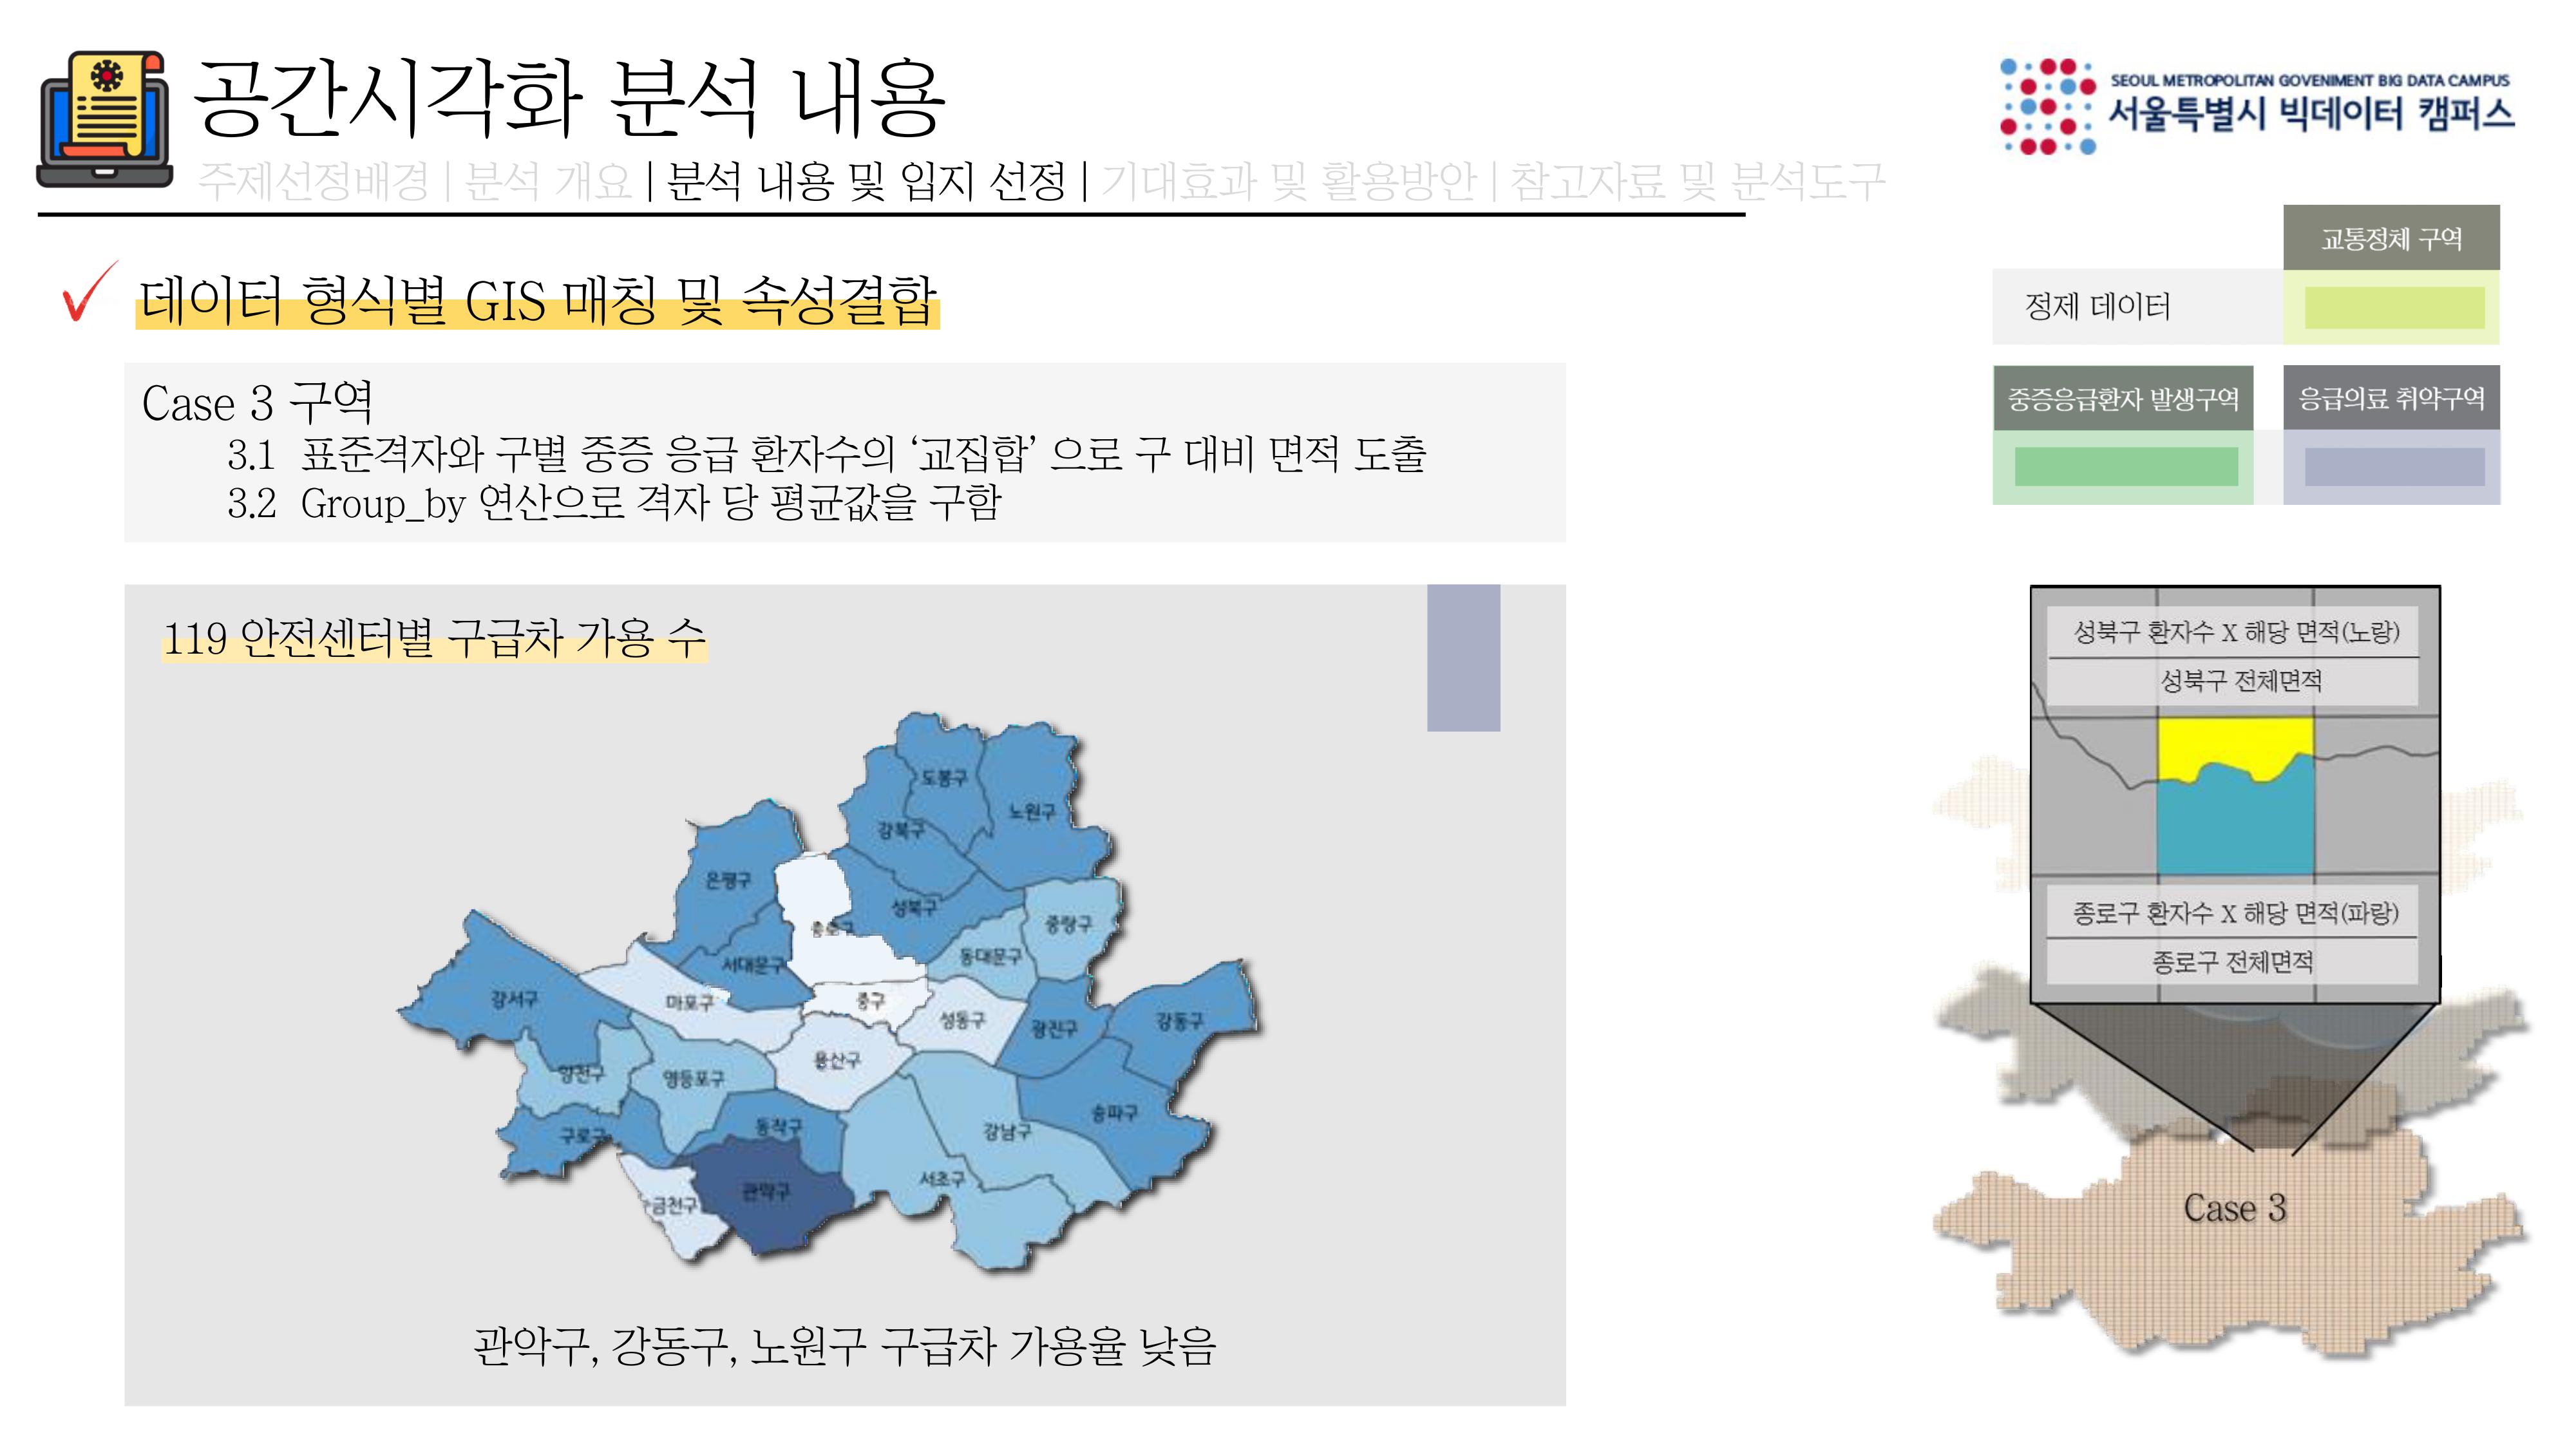 공간시각화 분석 내용
SEOUL METROPOLITAN GOVENIMENT BIG DATA CAMPUS
서울특별시 빅데이터 캠퍼스
주제선정배경 | 분석 개요 | 분석 내용 및 입지 선정 | 기대효과 및 활용방안 | 참고자료 및 분석도구
교통정체 구역
정제 데이터
중증응급환자 발생구역
응급의료 취약구역
데이터 형식별 GIS 매칭 및 속성결합
Case 3 구역
3.1 표준격자와 구별 중증 응급 환자수의 ‘교집합’ 으로 구 대비 면적 도출
3.2 Group_by 연산으로 격자 당 평균값을 구함
119 안전센터별 구급차 가용 수
도봉구
노원구
강북구
은평구
성북구
중랑구
종로구
동대문구
서대문구
강서구
마포구
중구
성동구
광진구
강동구
용산구
양천구
영등포구
송파구
동작구
강남구
구로구
서초구
관악구
금천구
관악구, 강동구, 노원구 구급차 가용율 낮음
성북구 환자수 X 해당 면적(노랑)
성북구 전체면적
종로구 환자수 X 해당 면적(파랑)
종로구 전체면적
Case 3